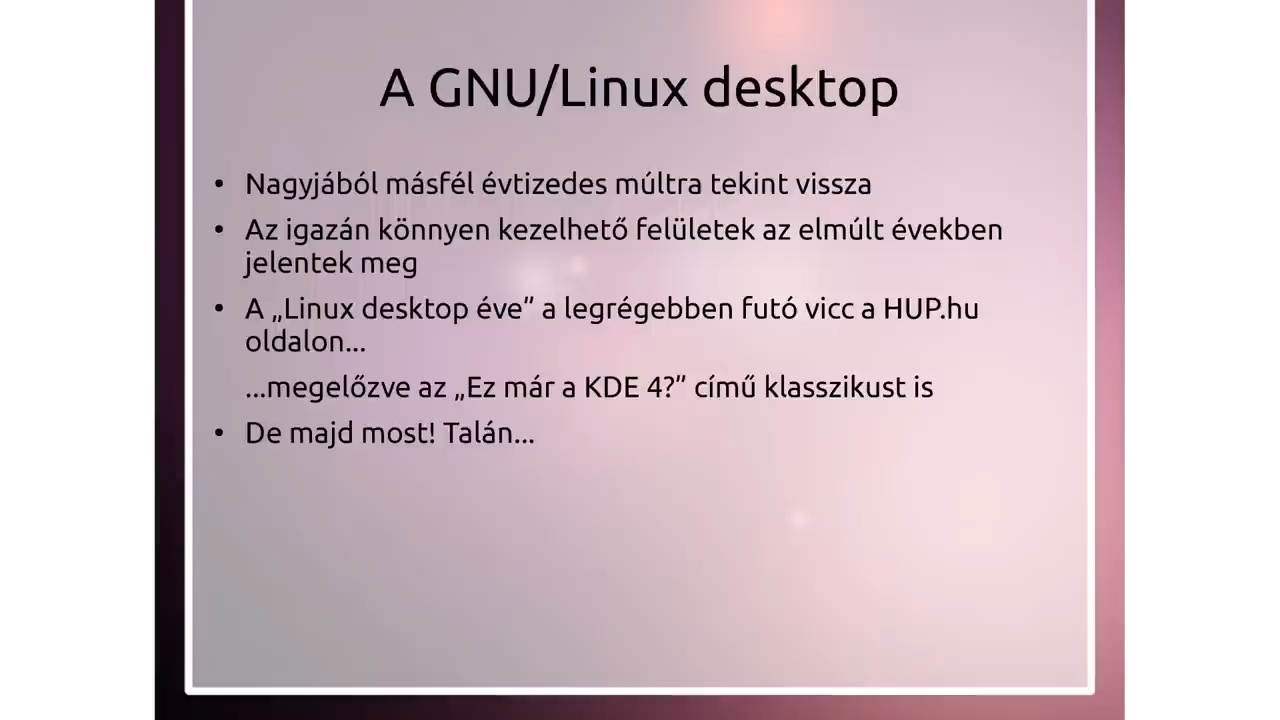 A GNU/Linux desktop
• Nagyjából másfél évtizedes múltra tekint vissza
• Az igazán könnyen kezelhető felületek az elmúlt években
jelentek meg
• A „Linux desktop éve” a legrégebben futó vicc a HUP.hu
oldalon...
...megelőzve az „Ez már a KDE 4?” című klasszikust is
• De majd most! Talán...